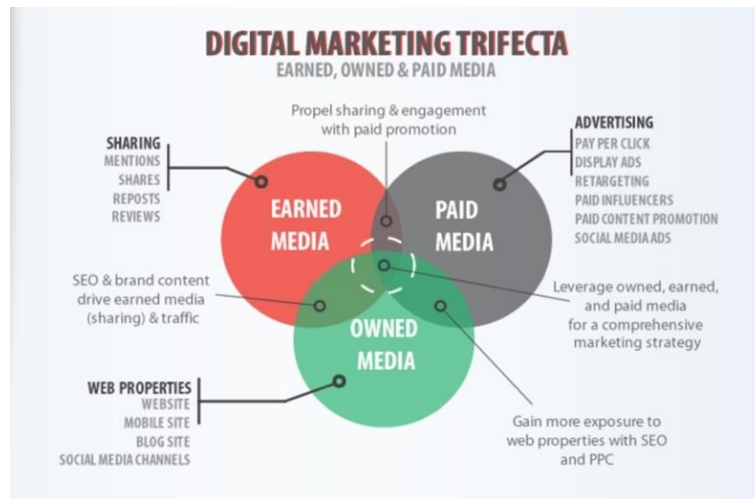 DIGITAL MARKETING TRIFECTA
EARNED, OWNED & PAID MEDIA
Propel sharing & engagement
with paid promotion
SHARING
MENTIONS
SHARES
REPOSTS
REVIEWS
ADVERTISING
PAY PER CLICK
DISPLAY ADS
RETARGETING
PAID INFLUENCERS
PAID CONTENT PROMOTION
SOCIAL MEDIA ADS
EARNED
MEDIA
PAID
MEDIA
SEO & brand content
drive earned media
(sharing) & traffic
Leverage owned, earned,
and paid media
for a comprehensive
marketing strategy
OWNED
MEDIA
WEB PROPERTIES
WEBSITE
MOBILE SITE
BLOG SITE
SOCIAL MEDIA CHANNELS
Gain more exposure to
web properties with SEO
and PPC